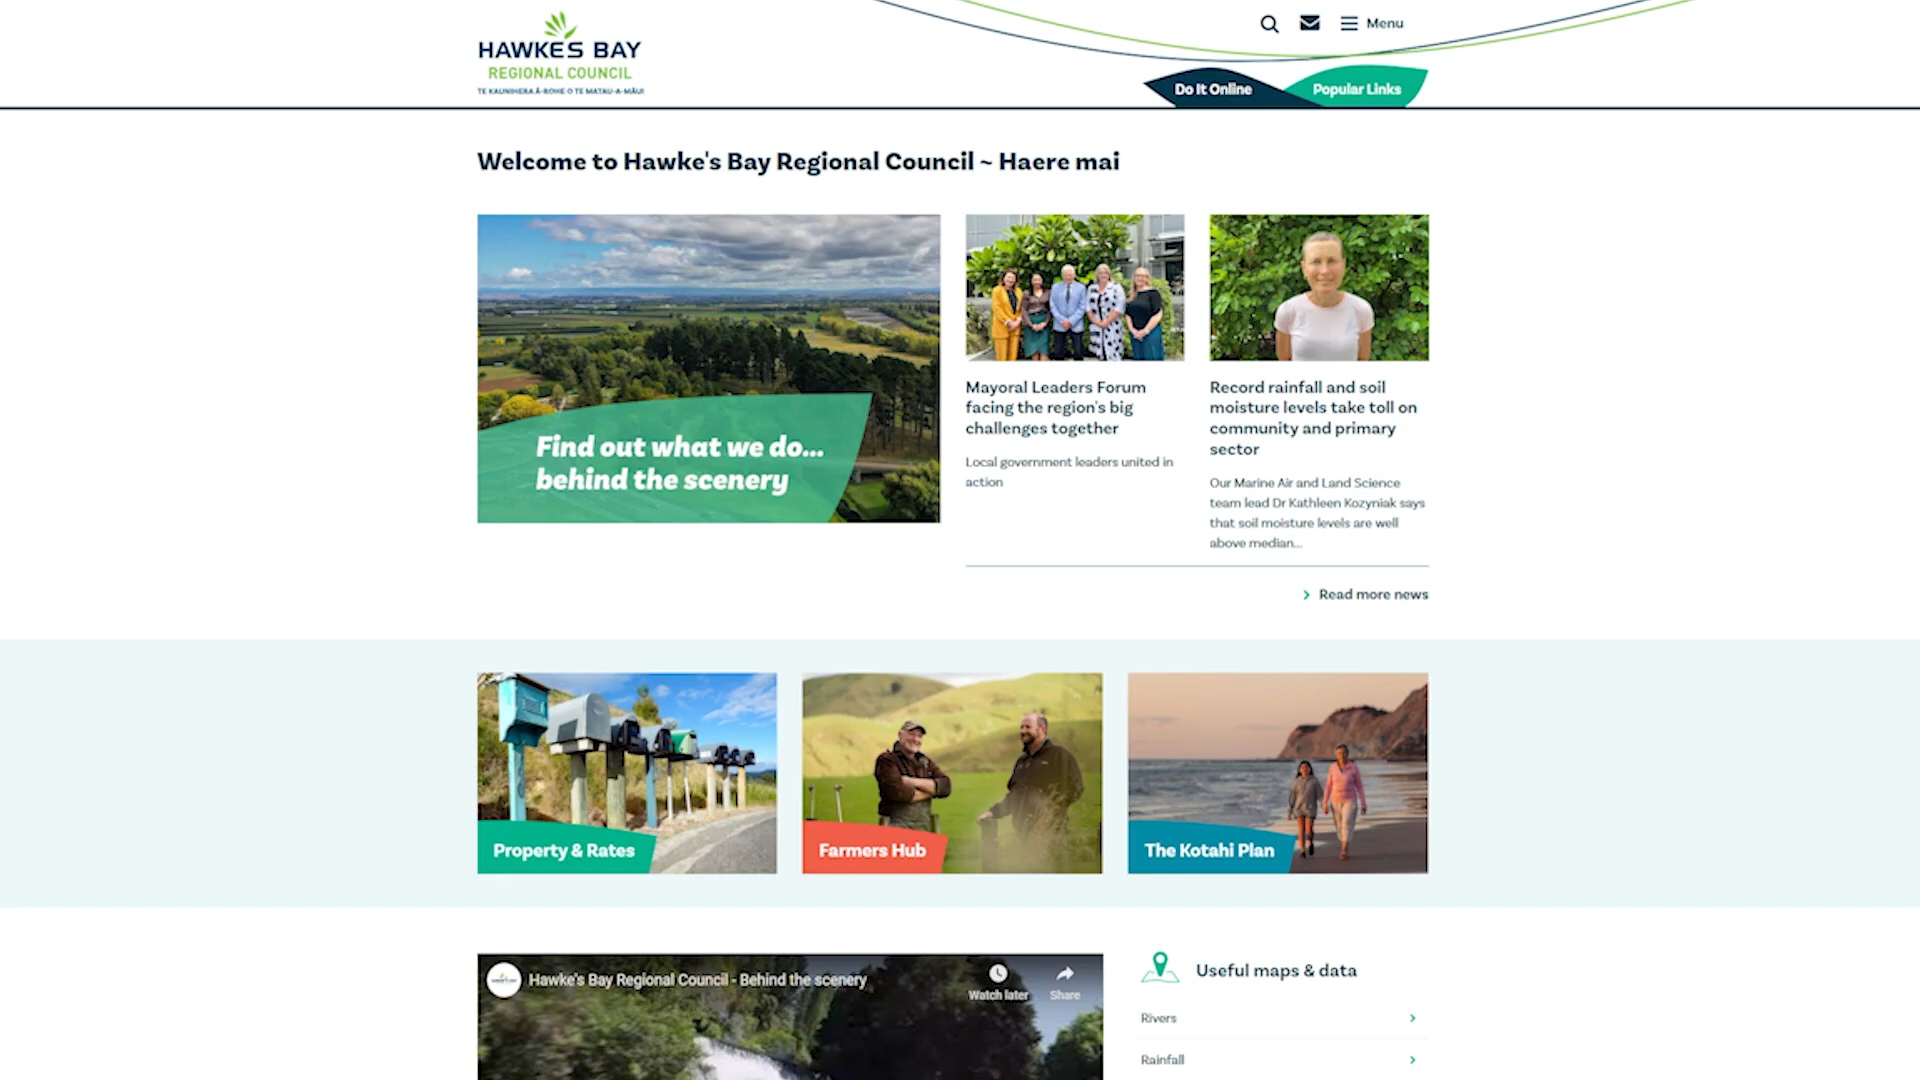 HAWKE'S BAY
REGIONAL COUNCIL
TE KAUNIHERA Ā-ROHE O TE MATAU-A-MĀUI
Menu
Do It Online
Popular Links
Welcome to Hawke's Bay Regional Council ~ Haere mai
Find out what we do...
behind the scenery
Mayoral Leaders Forum
facing the region's big
challenges together
Local government leaders united in
action
Record rainfall and soil
moisture levels take toll on
community and primary
sector
Our Marine Air and Land Science
team lead Dr Kathleen Kozyniak says
that soil moisture levels are well
above median...
Read more news
Property & Rates
Farmers Hub
The Kotahi Plan
Hawke's Bay Regional Council - Behind the scenery
Watch later
Share
Useful maps & data
Rivers
Rainfall